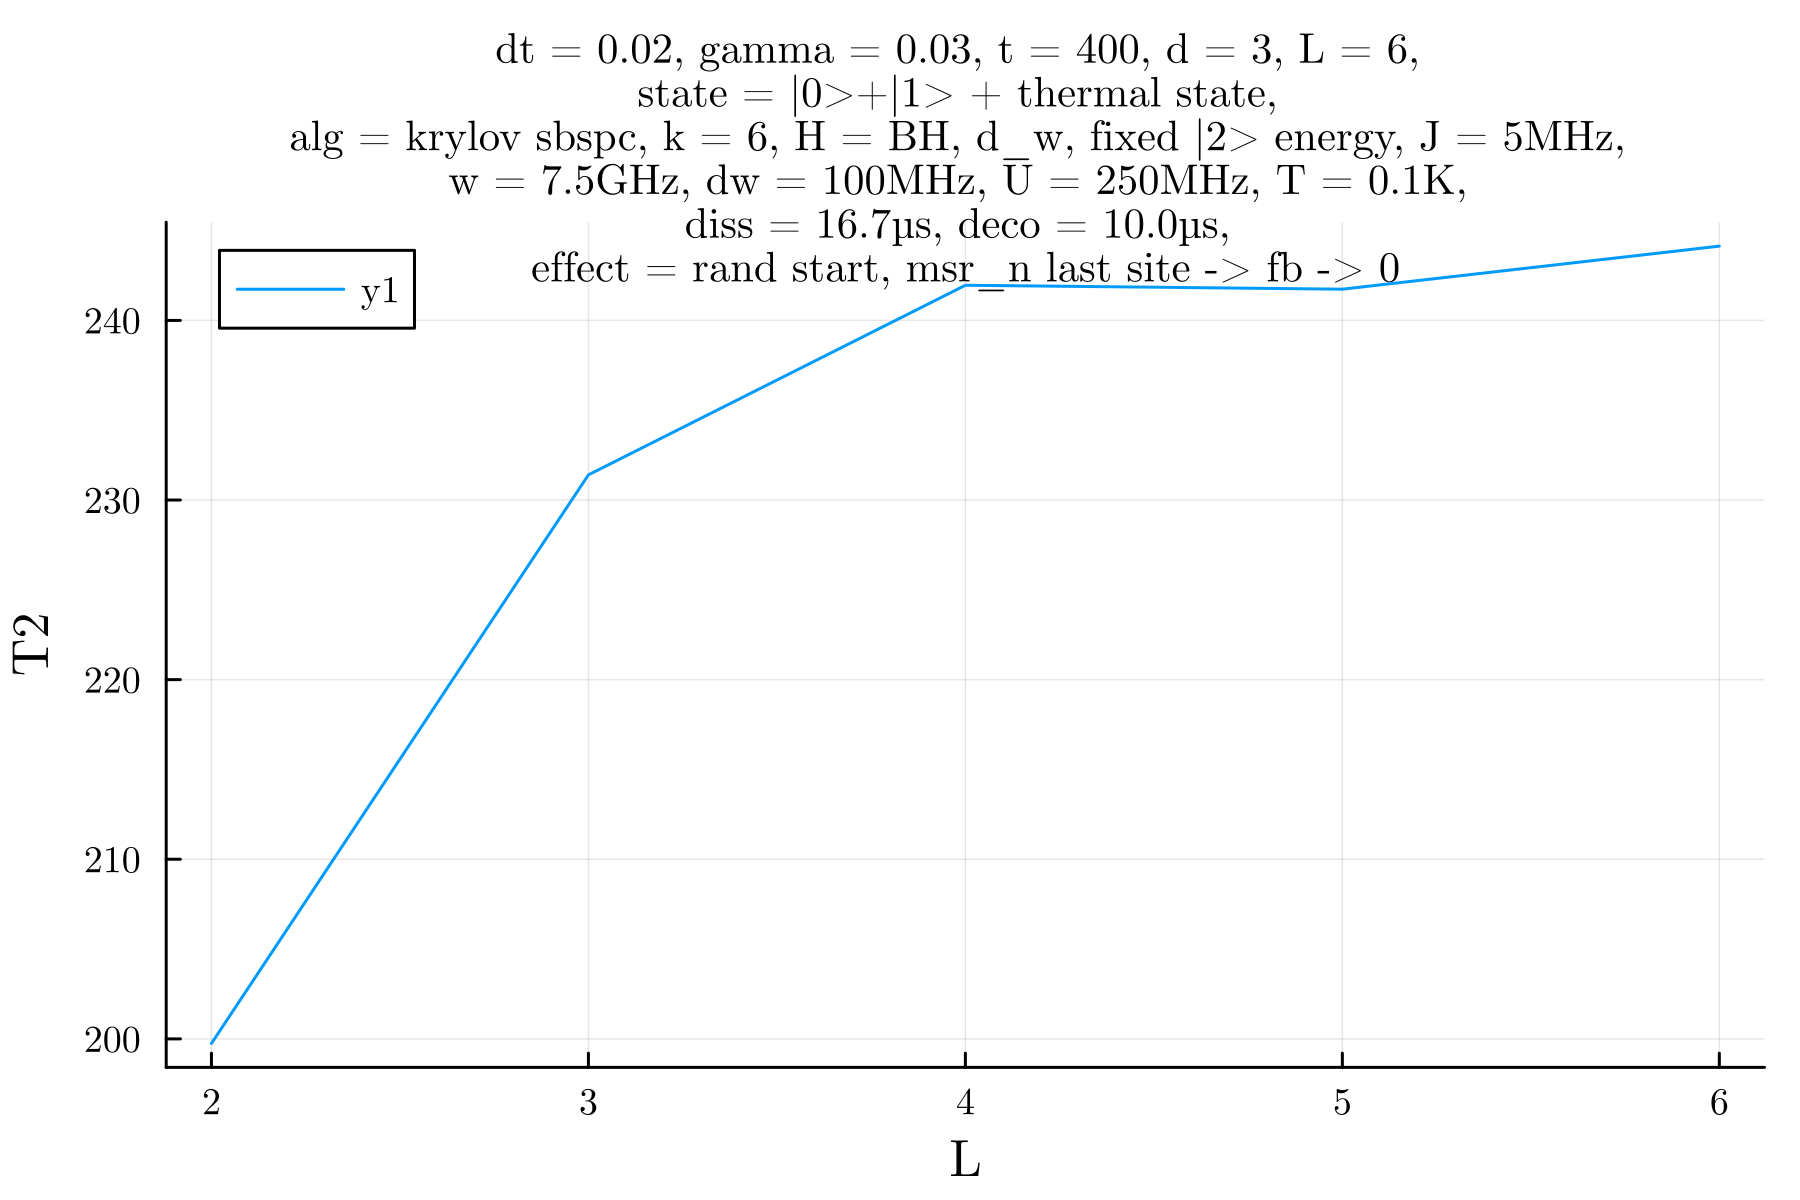 dt = 0.02, gamma = 0.03, t = 400, d = 3, L = 6,
state = |0>+|1> + thermal state,
alg = krylov sbspc, k = 6, H = BH, d_w, fixed |2> energy, J = 5MHz,
w = 7.5GHz, dw = 100MHz, U = 250MHz, T = 0.1K,
diss = 16.7µs, deco = 10.0µs,
effect = rand start, msr_n last site -> fb -> 0
y1
240
230
220
210
200
T2
2 3 4 5 6
L